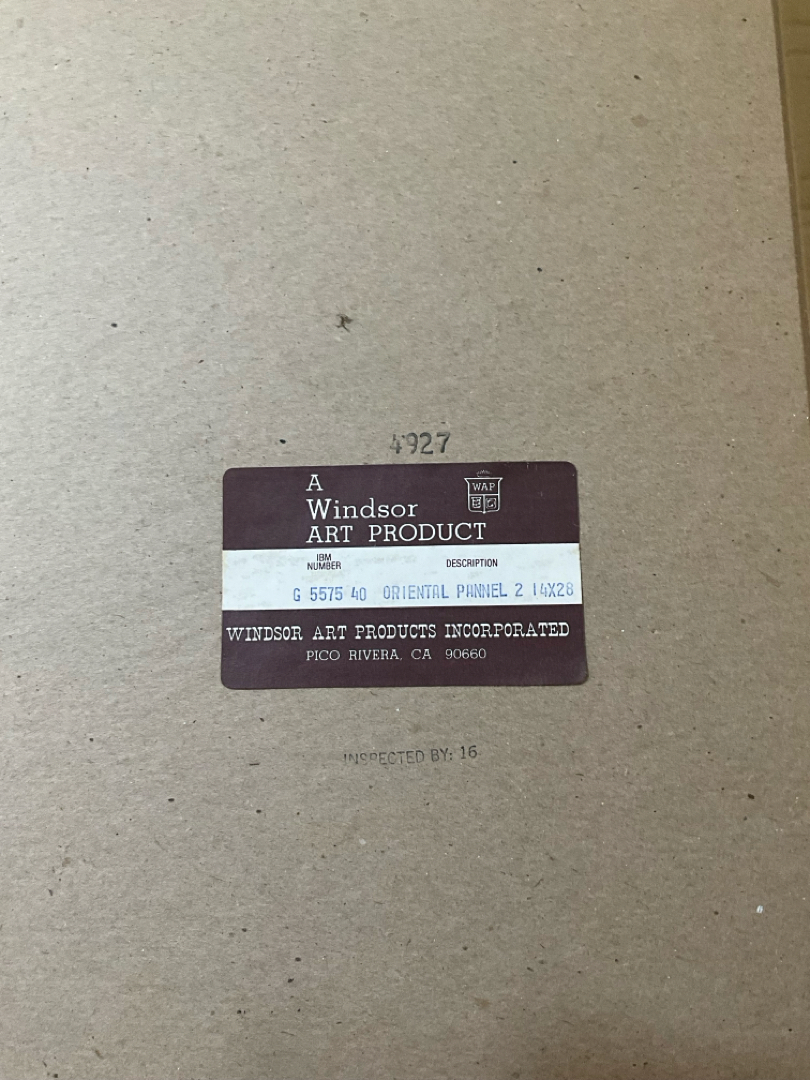 4927
A
Windsor
ART PRODUCT
WAP
IBM
NUMBER
DESCRIPTION
G 5575 40 ORIENTAL PANNEL 2 14X28
WINDSOR ART PRODUCTS INCORPORATED
PICO RIVERA, CA 90660
INSPECTED BY: 16